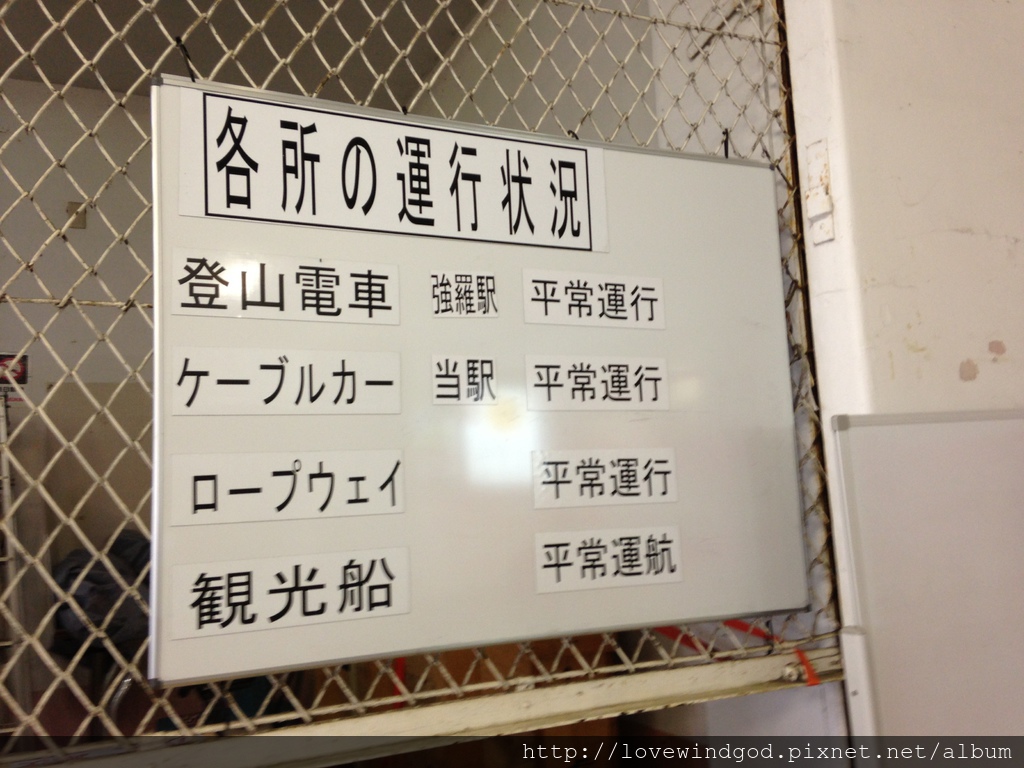 各所の運行状況
登山電車 強羅駅 平常運行
ケーブルカー 当駅 平常運行
ロープウェイ 平常運行
観光船 平常運航
http://lovewindgod.pixnet.net/album